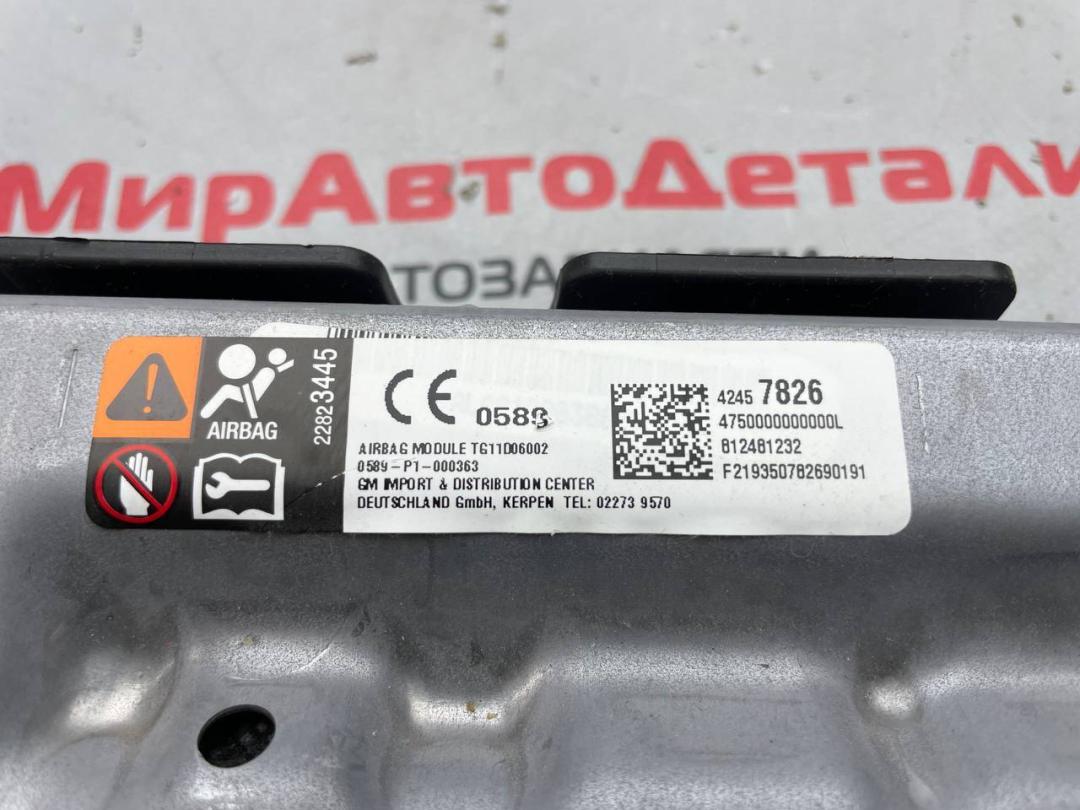 МирАвтоДетали
AIRBAG
22823445
CE 0589
AIRBAG MODULE TG11D06002
0589-P1-000363
GM IMPORT & DISTRIBUTION CENTER
DEUTSCHLAND GmbH, KERPEN TEL: 02273 9570
4245 7826
4750000000000L
812481232
F219350782690191